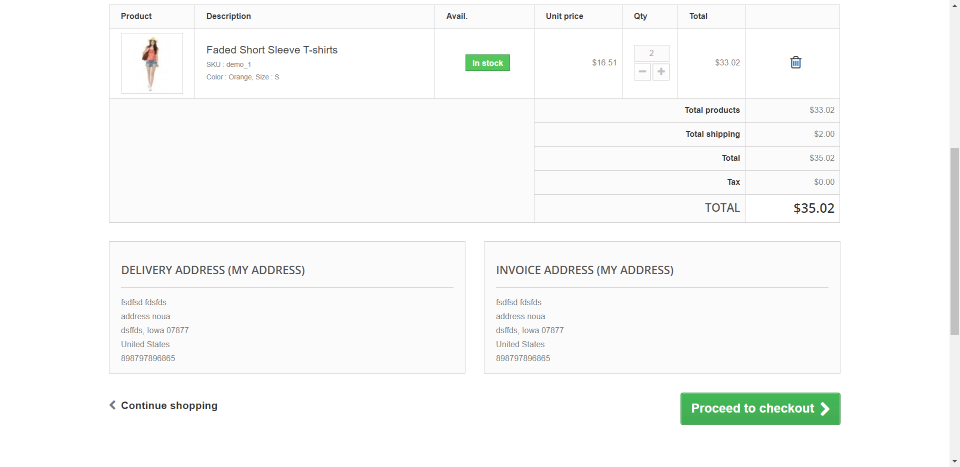 Product Description Avail. Unit price Qty Total
Faded Short Sleeve T-shirts
SKU : demo_1
Color : Orange, Size : S
In stock
$16.51
2
$33.02
Total products $33.02
Total shipping $2.00
Total $35.02
Tax $0.00
TOTAL $35.02
DELIVERY ADDRESS (MY ADDRESS)
fsdfsd fdsfds
address noua
dsffds, Iowa 07877
United States
898797896865
INVOICE ADDRESS (MY ADDRESS)
fsdfsd fdsfds
address noua
dsffds, Iowa 07877
United States
898797896865
Continue shopping
Proceed to checkout